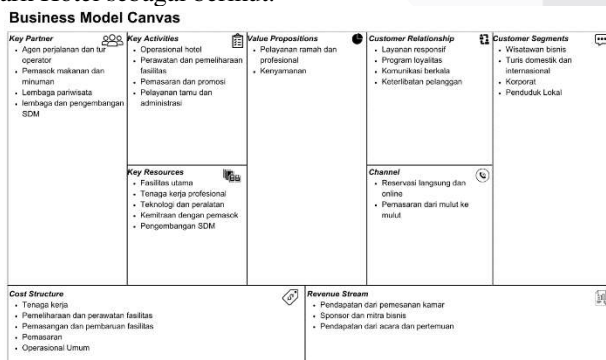 Business Model Canvas
Key Partner
• Agen perjalanan dan tur
operator
• Pemasok makanan dan
minuman
• Lembaga pariwisata
• lembaga dan pengembangan
SDM
Key Activities
• Operasional hotel
• Perawatan dan pemeliharaan
fasilitas
• Pemasaran dan promosi
• Pelayanan tamu dan
administrasi
Key Resources
• Fasilitas utama
• Tenaga kerja profesional
• Teknologi dan peralatan
• Kemitraan dengan pemasok
• Pengembangan SDM
Value Propositions
• Pelayanan ramah dan
profesional
• Kenyamanan
Customer Relationship
• Layanan responsif
• Program loyalitas
• Komunikasi berkala
• Keterlibatan pelanggan
Channel
• Reservasi langsung dan
online
• Pemasaran dari mulut ke
mulut
Customer Segments
• Wisatawan bisnis
• Turis domestik dan
internasional
• Korporat
• Penduduk Lokal
Cost Structure
• Tenaga kerja
• Pemeliharaan dan perawatan fasilitas
• Pemasangan dan pembaruan fasilitas
• Pemasaran
• Operasional Umum
Revenue Stream
• Pendapatan dari pemesanan kamar
• Sponsor dan mitra bisnis
• Pendapatan dari acara dan pertemuan